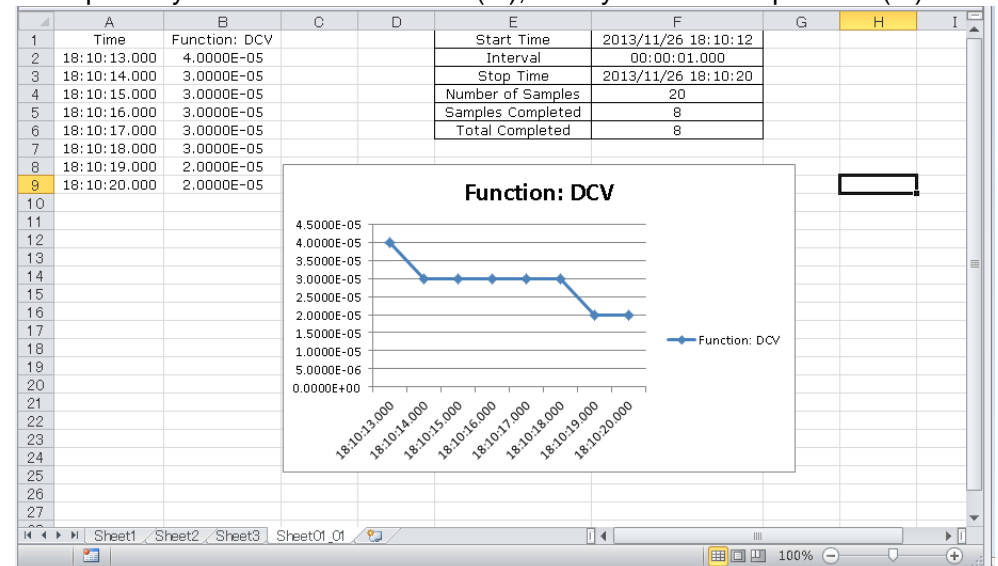 A B C D E F G H I
1 Time Function: DCV Start Time 2013/11/26 18:10:12
2 18:10:13.000 4.0000E-05 Interval 00:00:01.000
3 18:10:14.000 3.0000E-05 Stop Time 2013/11/26 18:10:20
4 18:10:15.000 3.0000E-05 Number of Samples 20
5 18:10:16.000 3.0000E-05 Samples Completed 8
6 18:10:17.000 3.0000E-05 Total Completed 8
7 18:10:18.000 3.0000E-05
8 18:10:19.000 2.0000E-05
9 18:10:20.000 2.0000E-05
10
11
12
13
14
15
16
17
18
19
20
21
22
23
24
25
26
27
Function: DCV
4.5000E-05
4.0000E-05
3.5000E-05
3.0000E-05
2.5000E-05
2.0000E-05
1.5000E-05
1.0000E-05
5.0000E-06
0.0000E+00
18:10:13.000 18:10:14.000 18:10:15.000 18:10:16.000 18:10:17.000 18:10:18.000 18:10:19.000 18:10:20.000
Function: DCV
Sheet1 Sheet2 Sheet3 Sheet01_01
100%